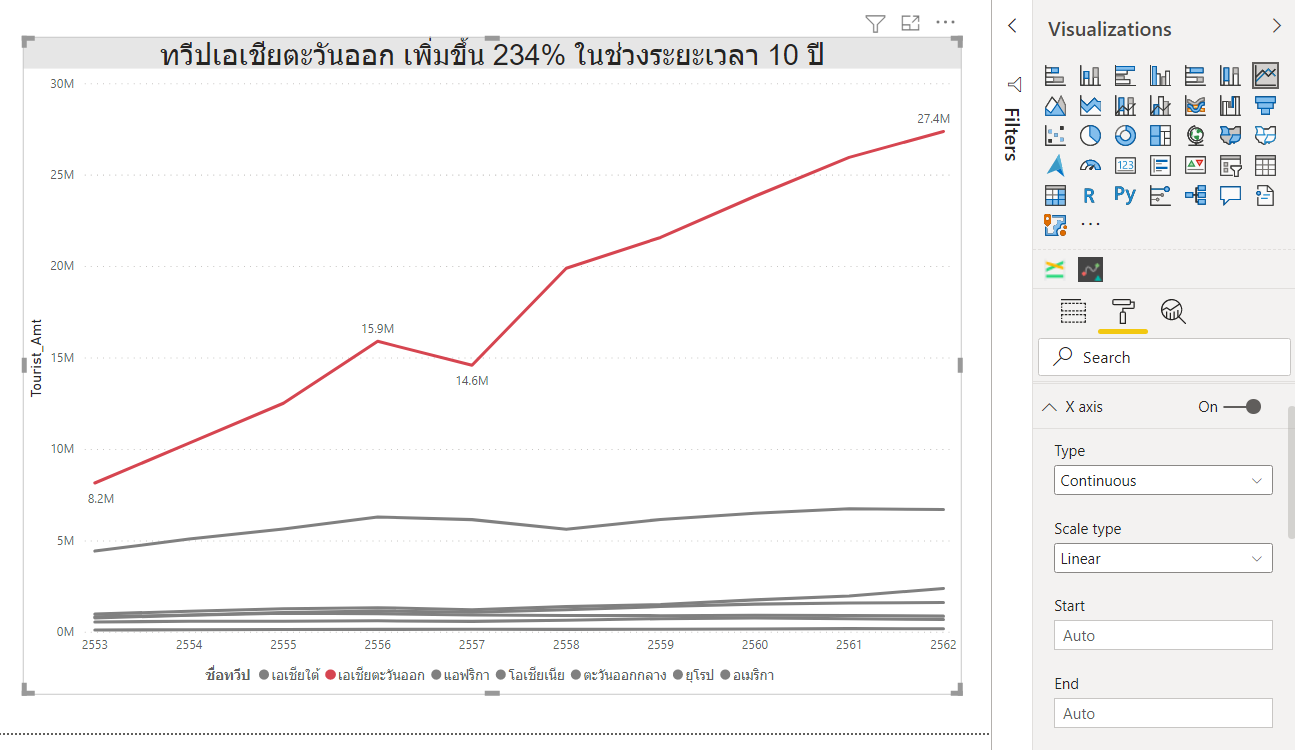 ทวีปเอเชียตะวันออก เพิ่มขึ้น 234% ในช่วงระยะเวลา 10 ปี
30M
25M
20M
15M
10M
5M
0M
Tourist_Amt
27.4M
15.9M
14.6M
8.2M
2553 2554 2555 2556 2557 2558 2559 2560 2561 2562
ชื่อทวีป เอเชียใต้ เอเชียตะวันออก แอฟริกา โอเชียเนีย ตะวันออกกลาง ยุโรป อเมริกา
Filters
Visualizations
123
R Py
Search
X axis On
Type
Continuous
Scale type
Linear
Start
Auto
End
Auto